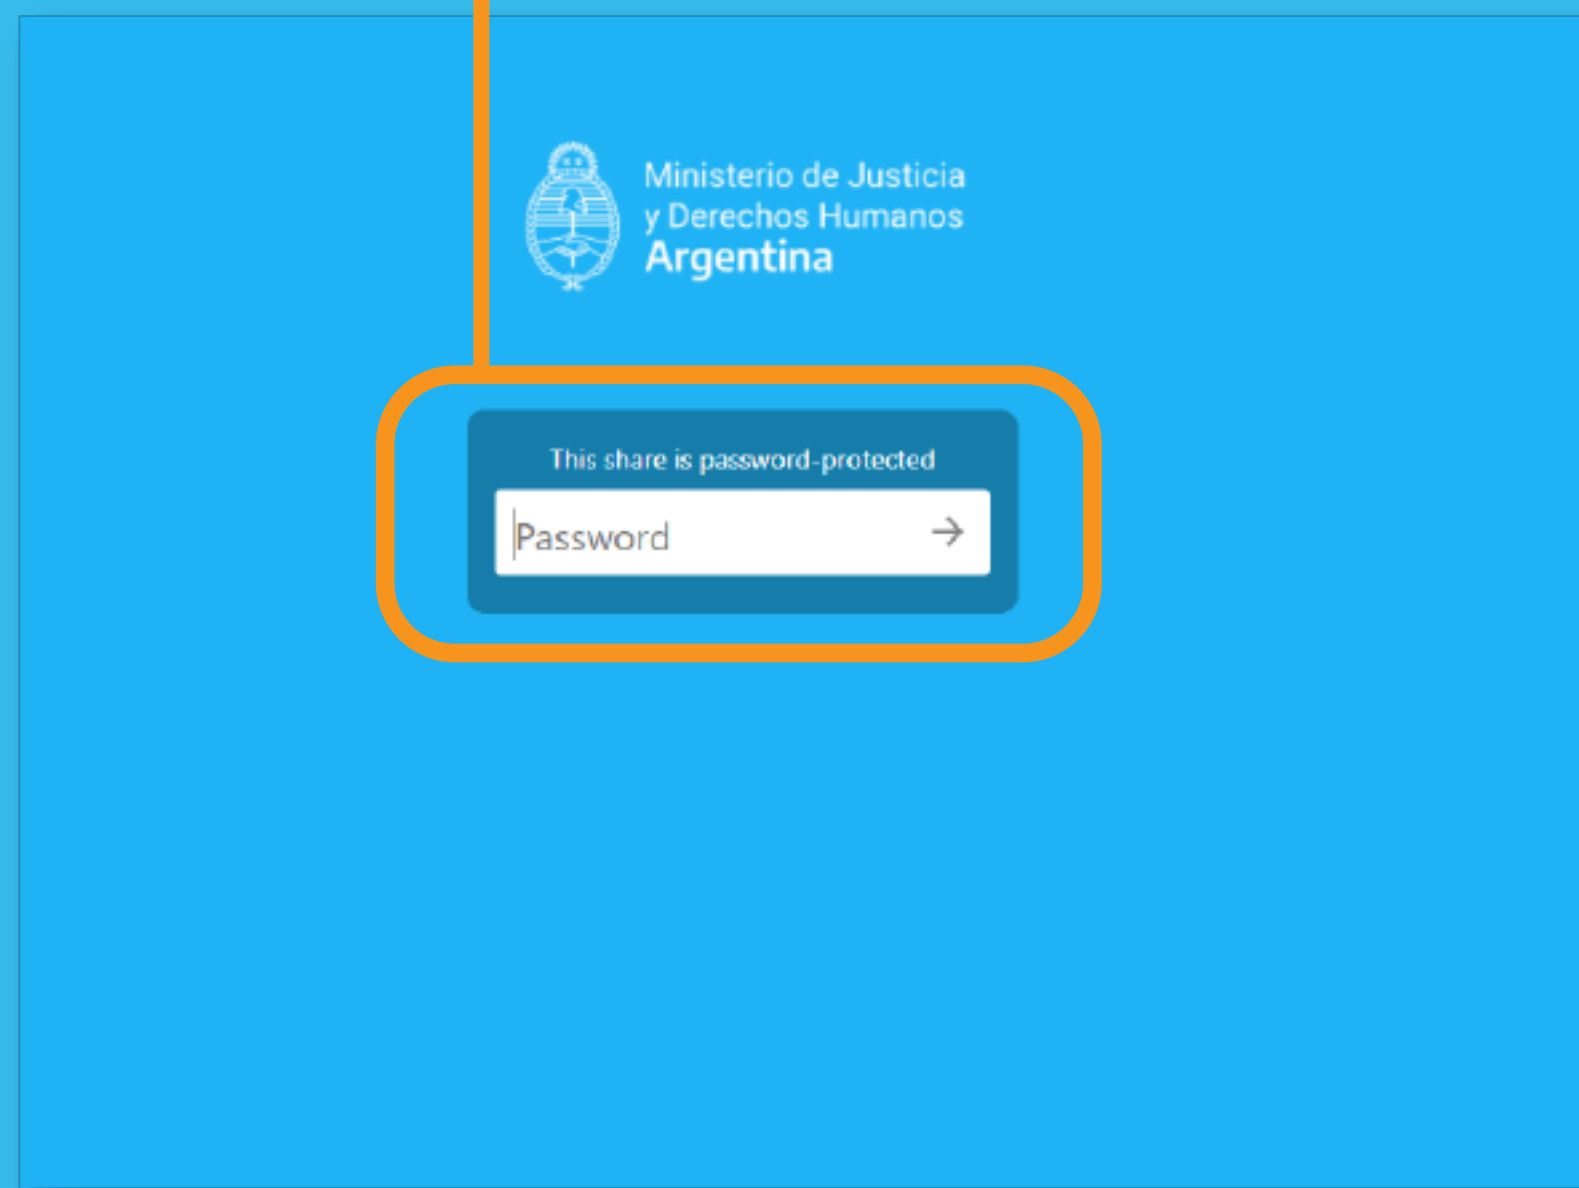 Ministerio de Justicia
y Derechos Humanos
Argentina
This share is password-protected
Password